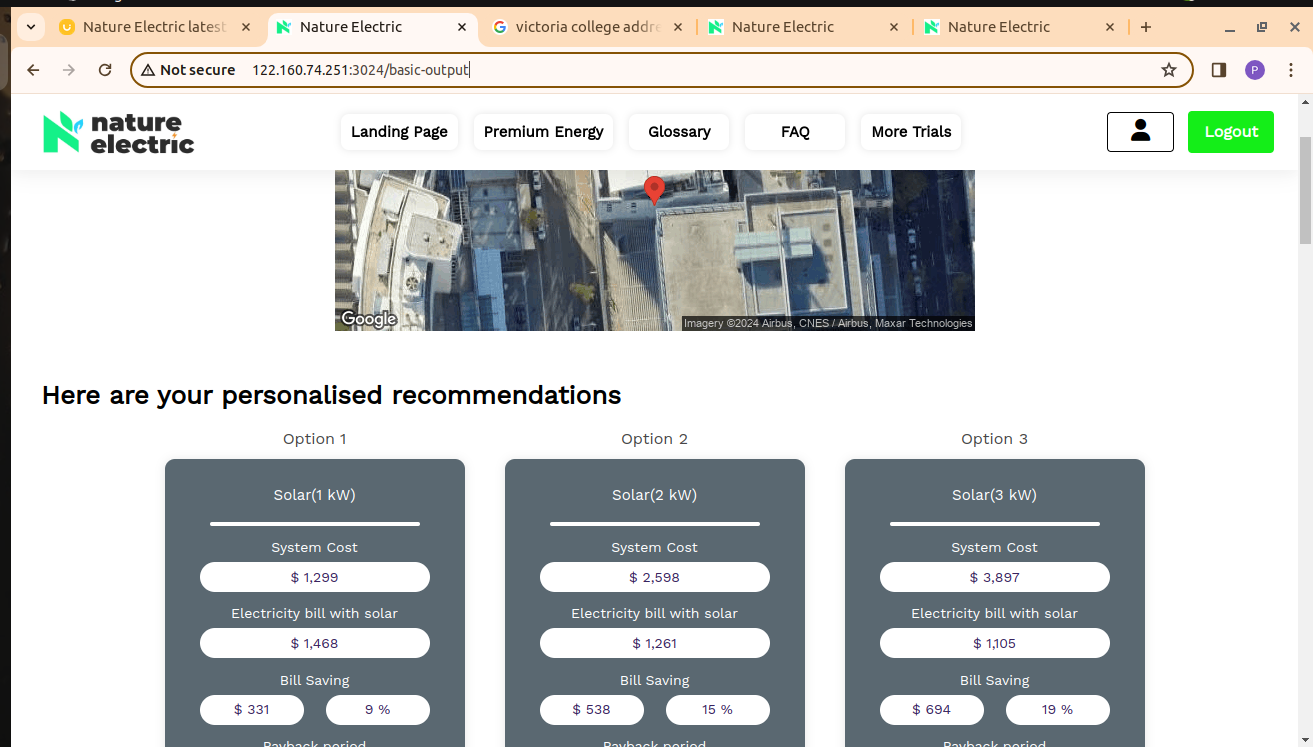 Nature Electric latest
Nature Electric
victoria college addre
Nature Electric
Nature Electric
Not secure 122.160.74.251:3024/basic-output
P
nature
electric
Landing Page
Premium Energy
Glossary
FAQ
More Trials
Logout
Google
Imagery ©2024 Airbus, CNES / Airbus, Maxar Technologies
Here are your personalised recommendations
Option 1
Option 2
Option 3
Solar(1 kW)
Solar(2 kW)
Solar(3 kW)
System Cost
System Cost
System Cost
$ 1,299
$ 2,598
$ 3,897
Electricity bill with solar
Electricity bill with solar
Electricity bill with solar
$ 1,468
$ 1,261
$ 1,105
Bill Saving
Bill Saving
Bill Saving
$ 331
9 %
$ 538
15 %
$ 694
19 %
Payback period
Payback period
Payback period